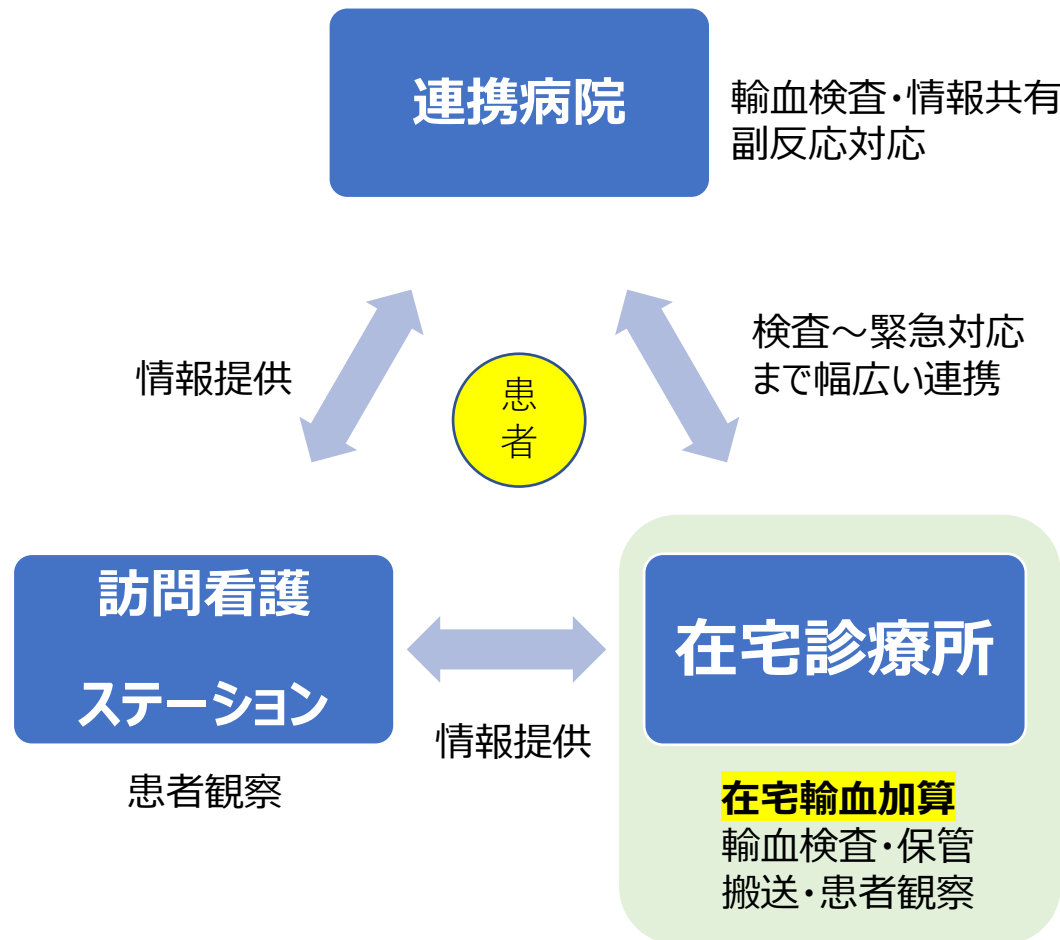 連携病院
輸血検査・情報共有
副反応対応
情報提供
検査～緊急対応
まで幅広い連携
患
者
訪問看護
ステーション
患者観察
情報提供
在宅診療所
在宅輸血加算
輸血検査・保管
搬送・患者観察